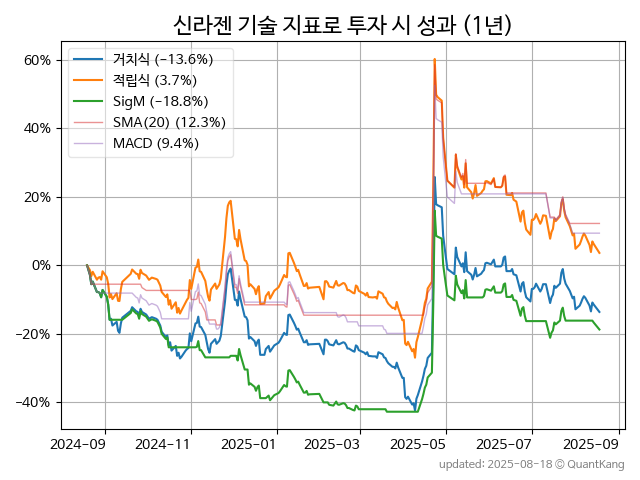 신라젠 기술 지표로 투자 시 성과 (1년)
거치식 (−13.6%)
적립식 (3.7%)
SigM (−18.8%)
SMA(20) (12.3%)
MACD (9.4%)
60%
40%
20%
0%
−20%
−40%
2024-09
2024-11
2025-01
2025-03
2025-05
2025-07
2025-09
updated: 2025-08-18 ⓒ QuantKang